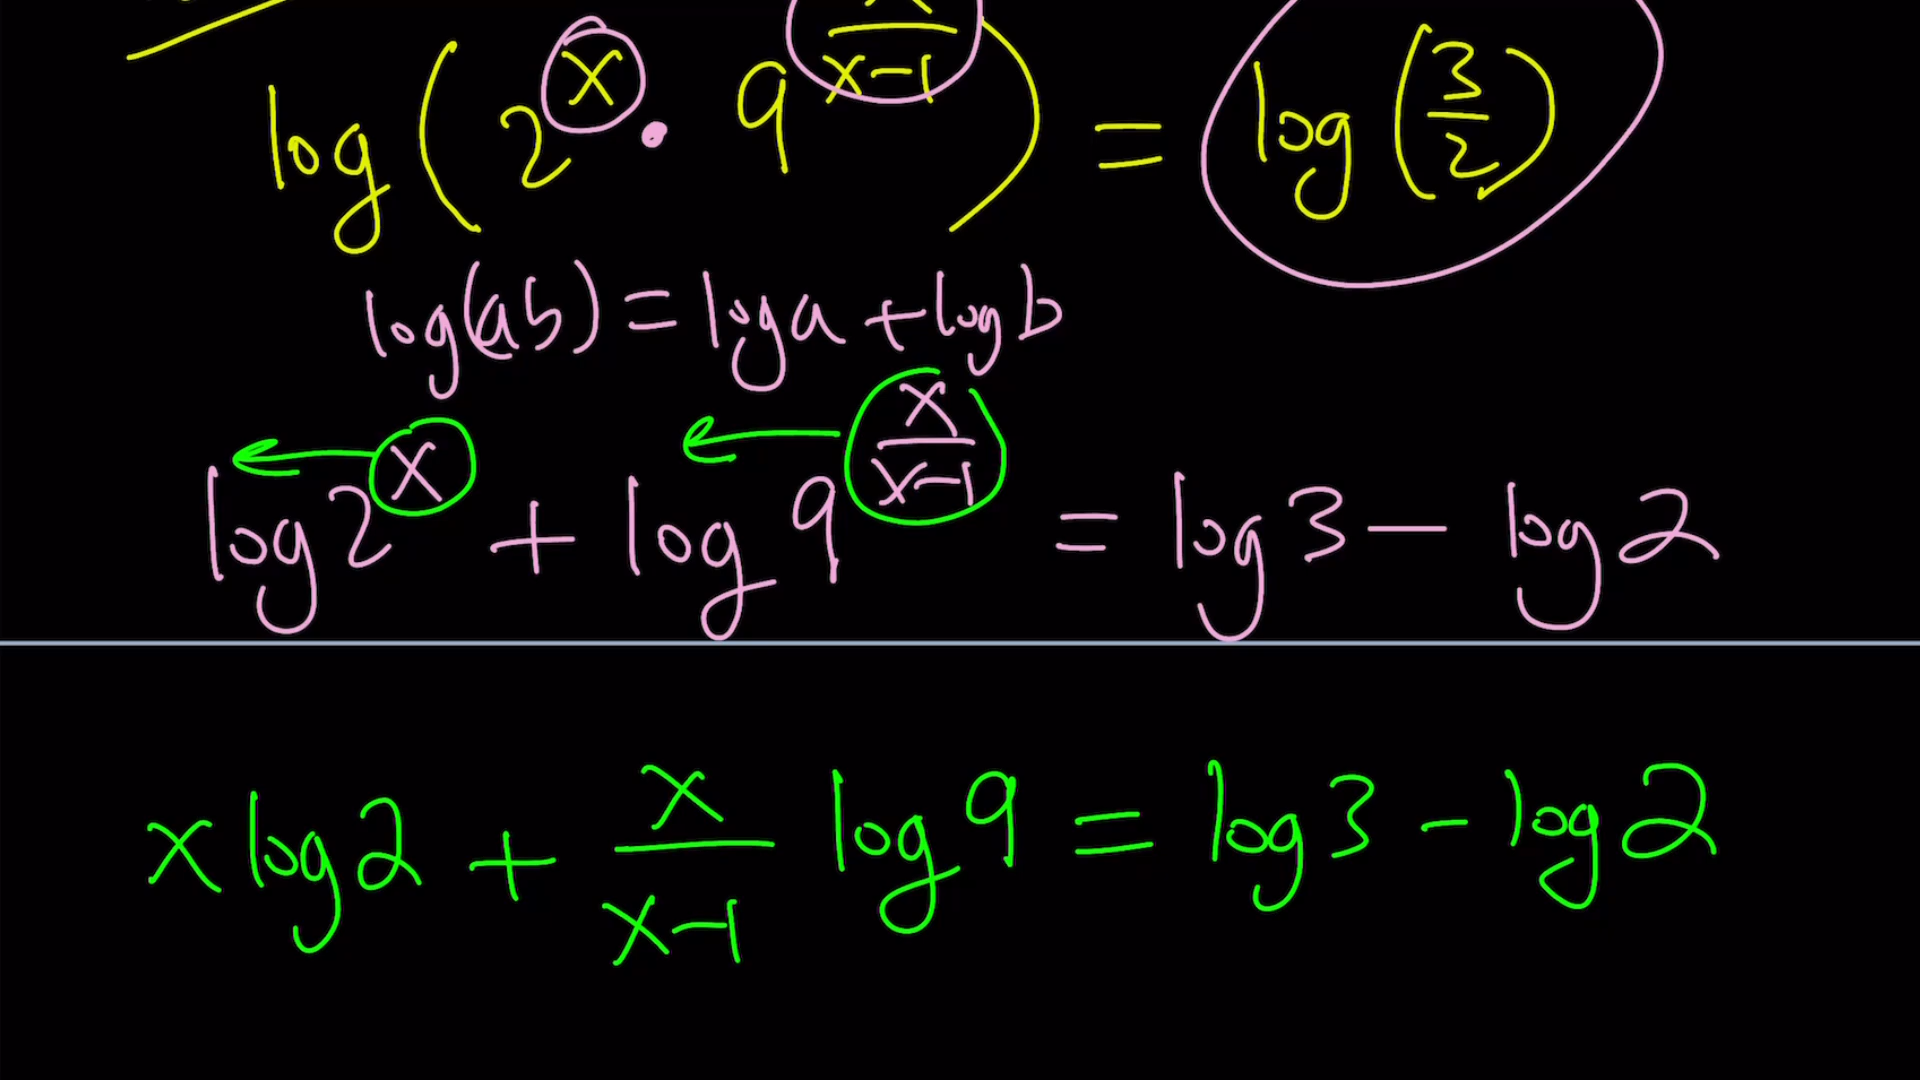 log(2^x · 9^(x/(x-1))) = log(3/2)
log(ab) = log a + log b
log 2^x + log 9^(x/(x-1)) = log 3 - log 2
x log 2 + x/(x-1) log 9 = log 3 - log 2